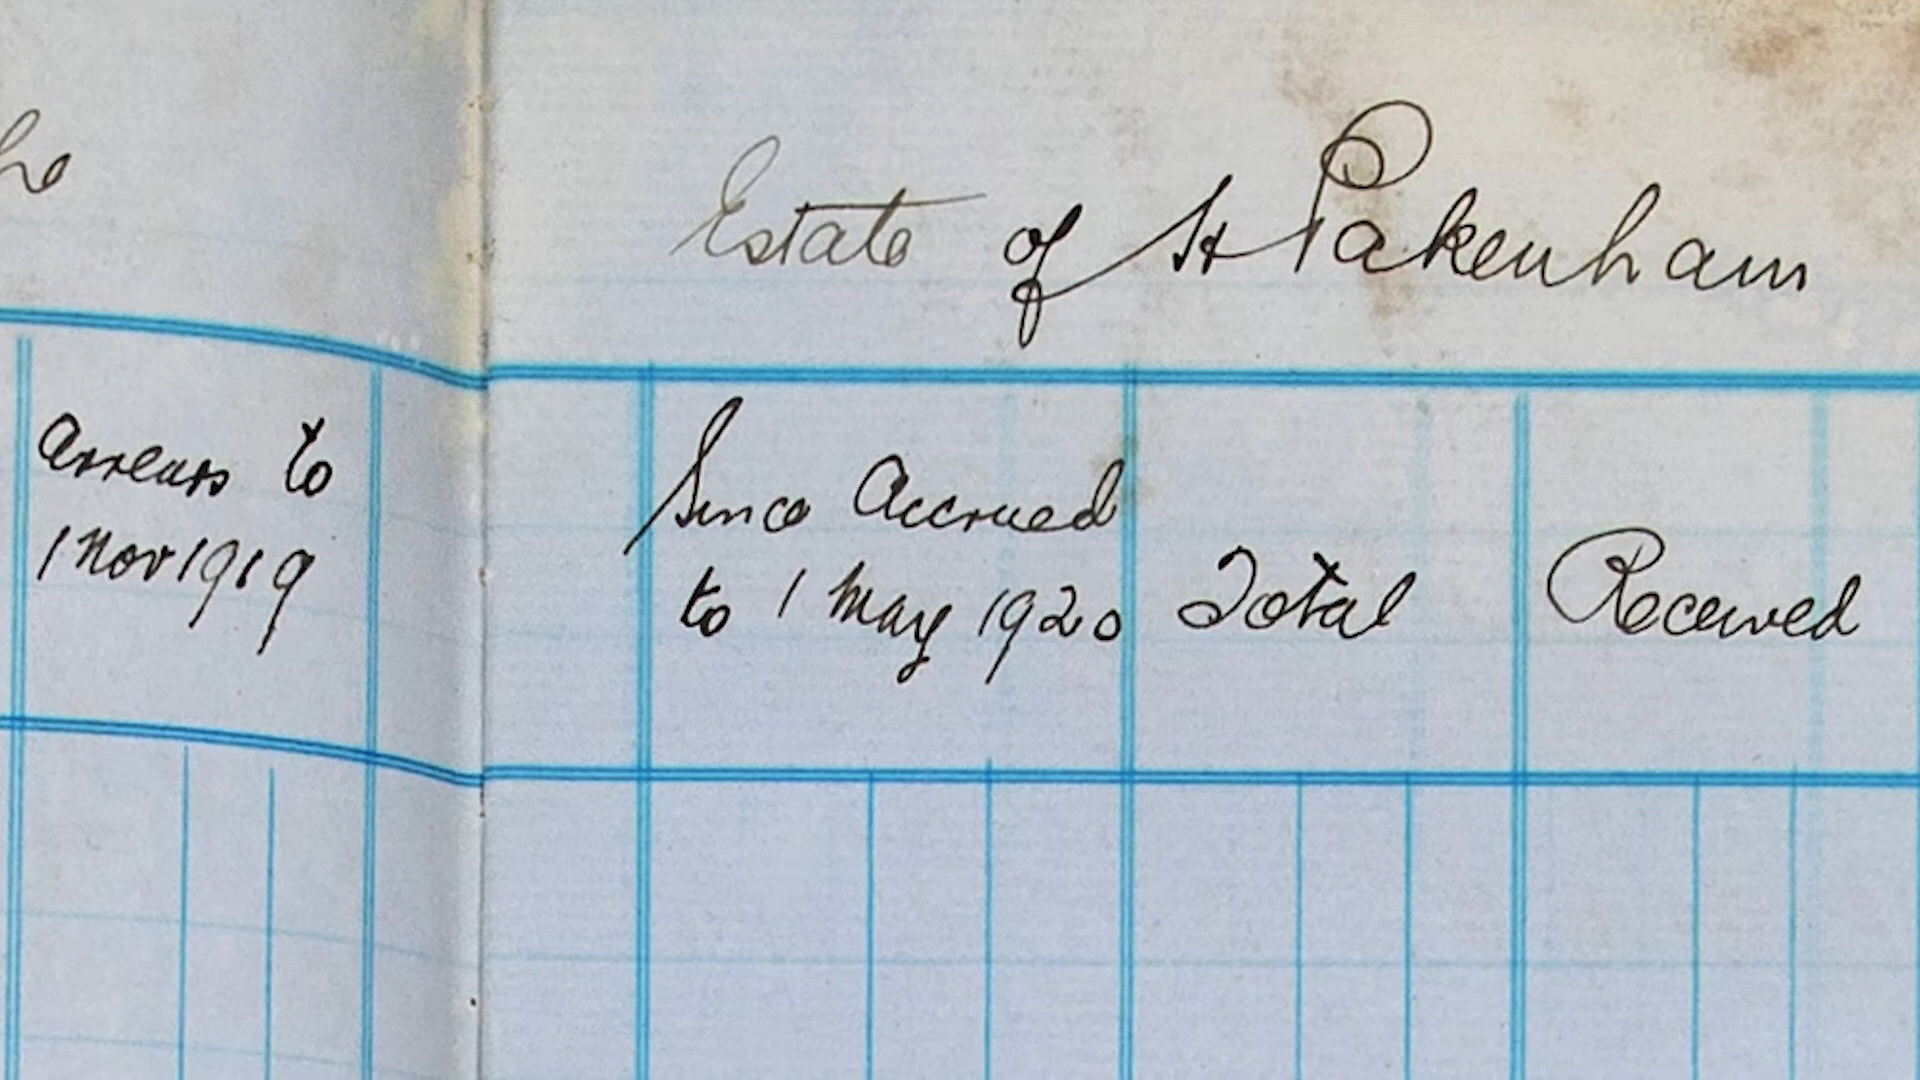 Estate of H Pakenham
Arrears to
1 Nov 1919
Since Accrued
to 1 May 1920
Total
Received